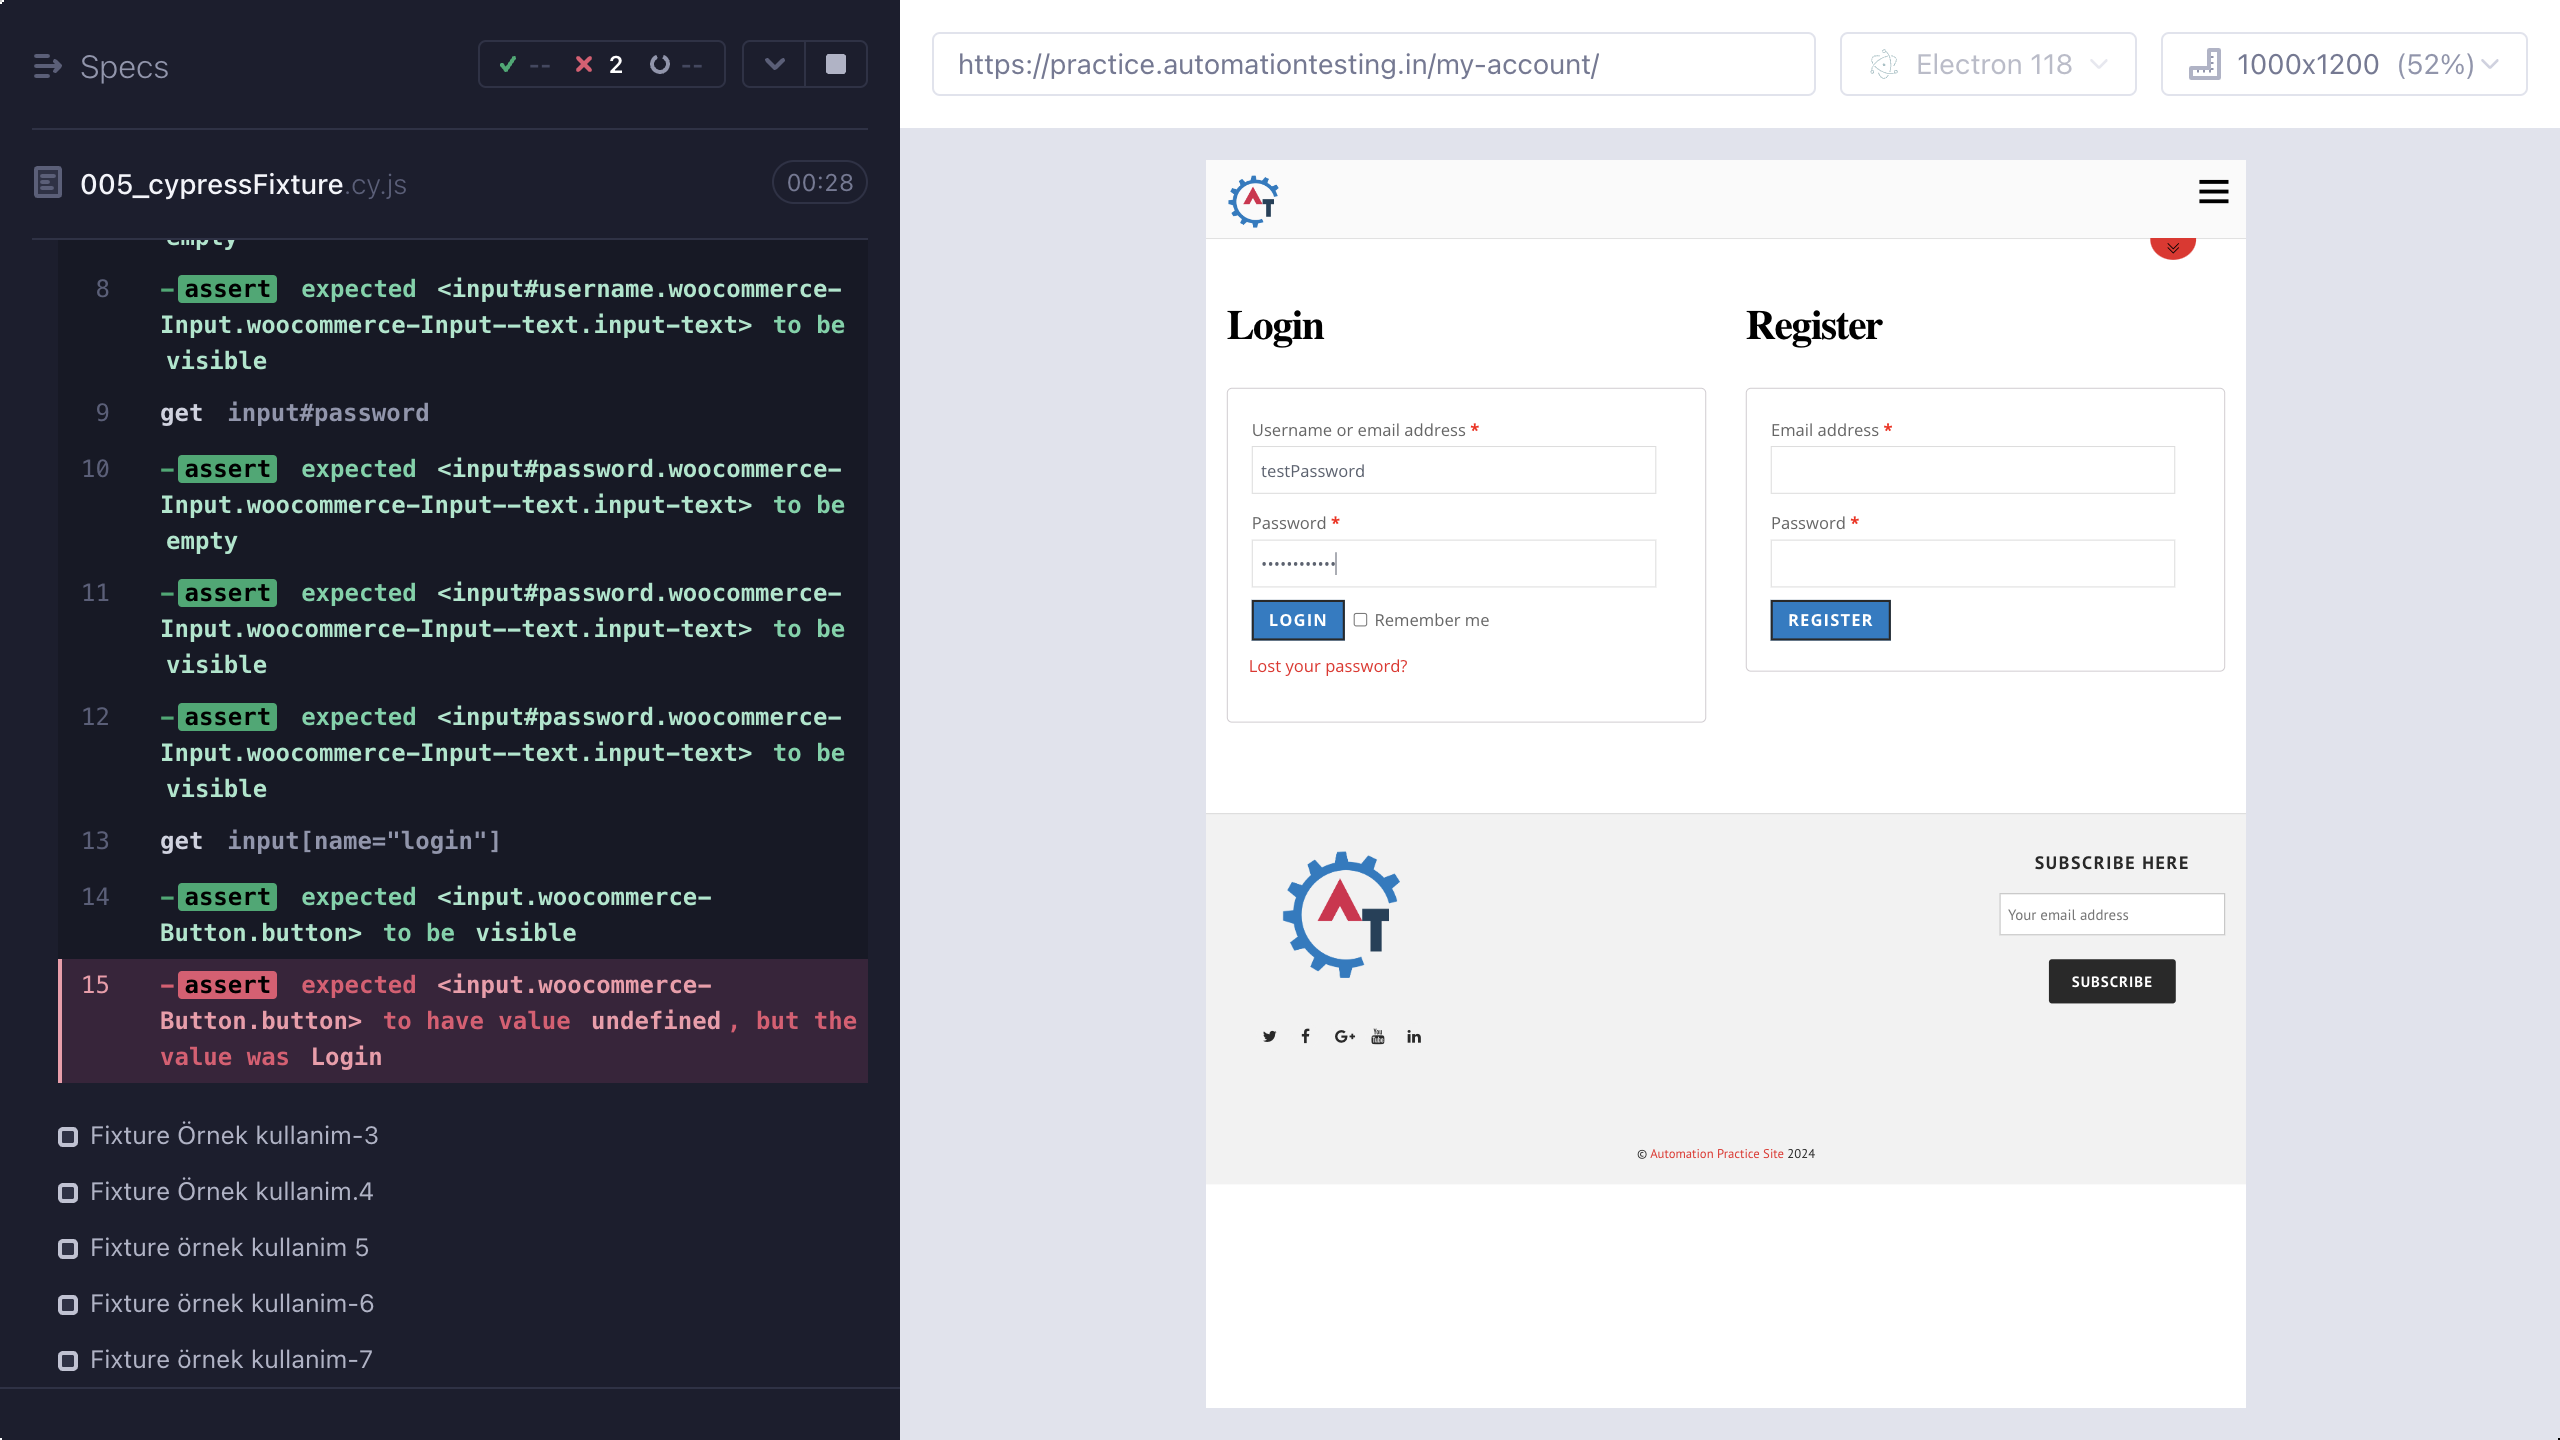 Specs
-- 2 --
005_cypressFixture.cy.js 00:28
empty
8 -assert expected <input#username.woocommerce-
Input.woocommerce-Input--text.input-text> to be
visible
9 get input#password
10 -assert expected <input#password.woocommerce-
Input.woocommerce-Input--text.input-text> to be
empty
11 -assert expected <input#password.woocommerce-
Input.woocommerce-Input--text.input-text> to be
visible
12 -assert expected <input#password.woocommerce-
Input.woocommerce-Input--text.input-text> to be
visible
13 get input[name="login"]
14 -assert expected <input.woocommerce-
Button.button> to be visible
15 -assert expected <input.woocommerce-
Button.button> to have value undefined, but the
value was Login
Fixture Örnek kullanim-3
Fixture Örnek kullanim.4
Fixture örnek kullanim 5
Fixture örnek kullanim-6
Fixture örnek kullanim-7
https://practice.automationtesting.in/my-account/
Electron 118
1000x1200 (52%)
AT
Login
Username or email address *
testPassword
Password *
••••••••••••
LOGIN Remember me
Lost your password?
Register
Email address *
Password *
REGISTER
AT
SUBSCRIBE HERE
Your email address
SUBSCRIBE
You Tube
© Automation Practice Site 2024